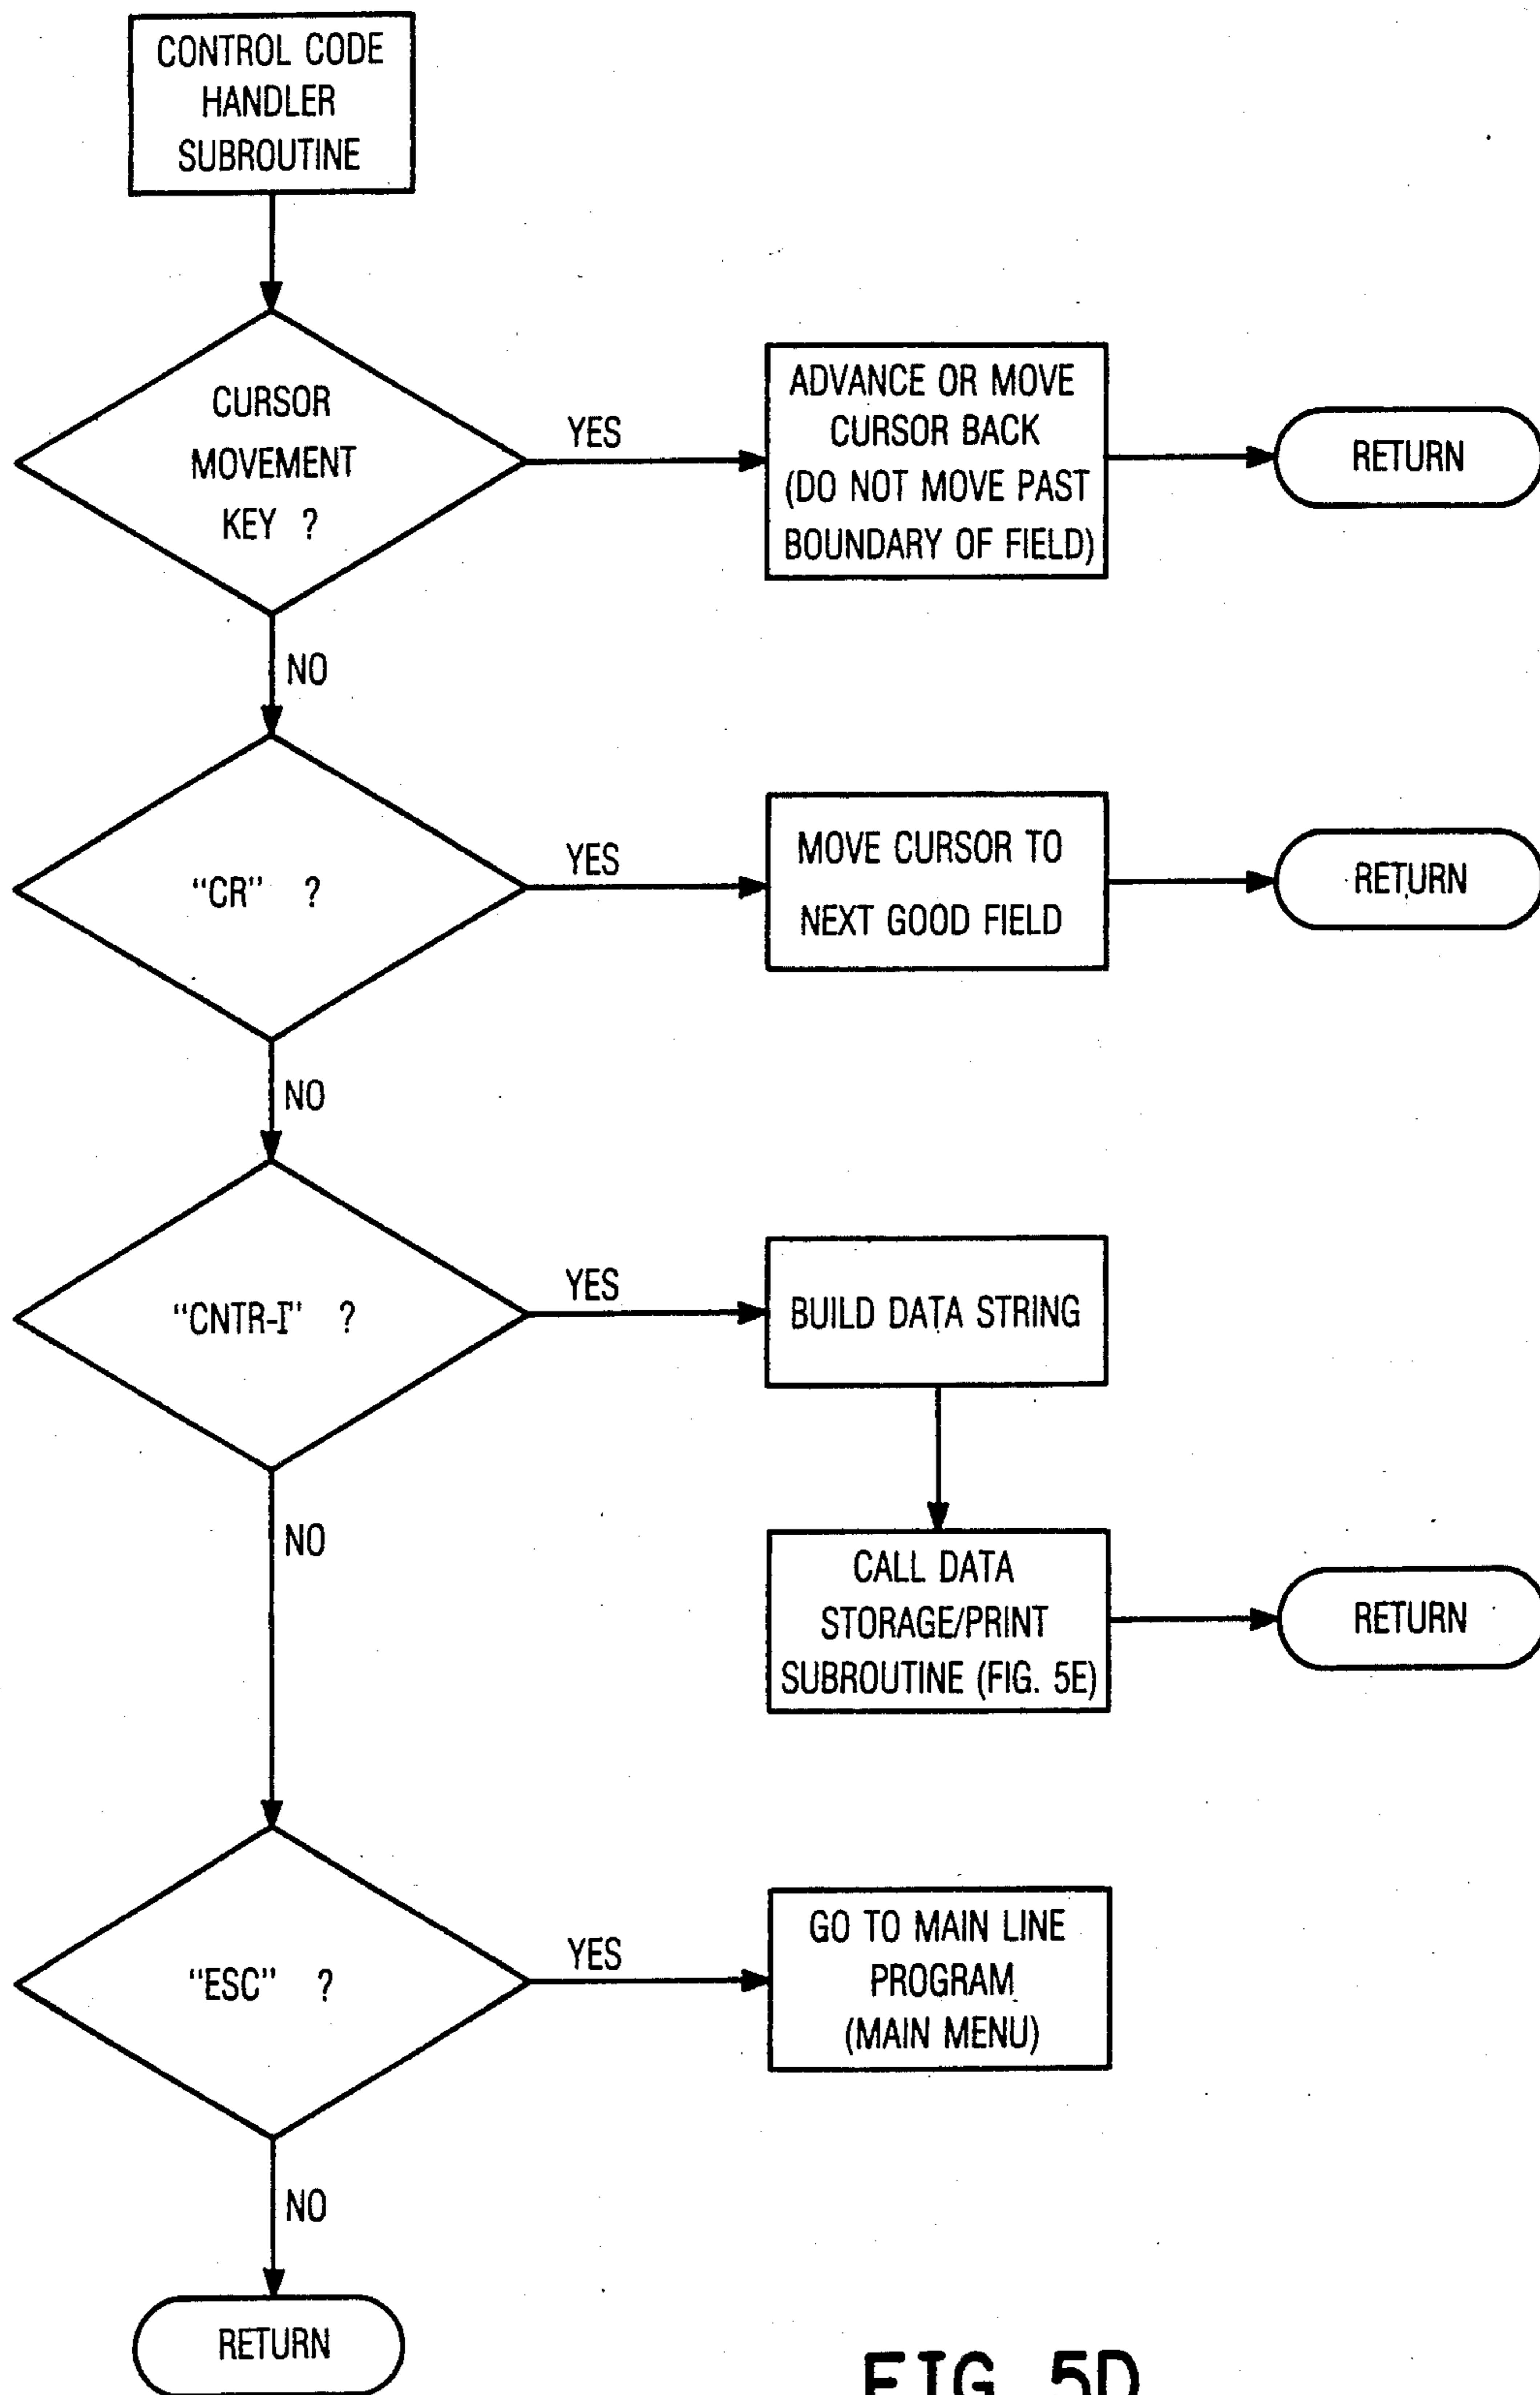 CONTROL CODE
HANDLER
SUBROUTINE
CURSOR
MOVEMENT
KEY ?
YES
ADVANCE OR MOVE
CURSOR BACK
(DO NOT MOVE PAST
BOUNDARY OF FIELD)
RETURN
NO
"CR" ?
YES
MOVE CURSOR TO
NEXT GOOD FIELD
RETURN
NO
"CNTR-I" ?
YES
BUILD DATA STRING
CALL DATA
STORAGE/PRINT
SUBROUTINE (FIG. 5E)
RETURN
NO
"ESC" ?
YES
GO TO MAIN LINE
PROGRAM
(MAIN MENU)
NO
RETURN
FIG. 5D